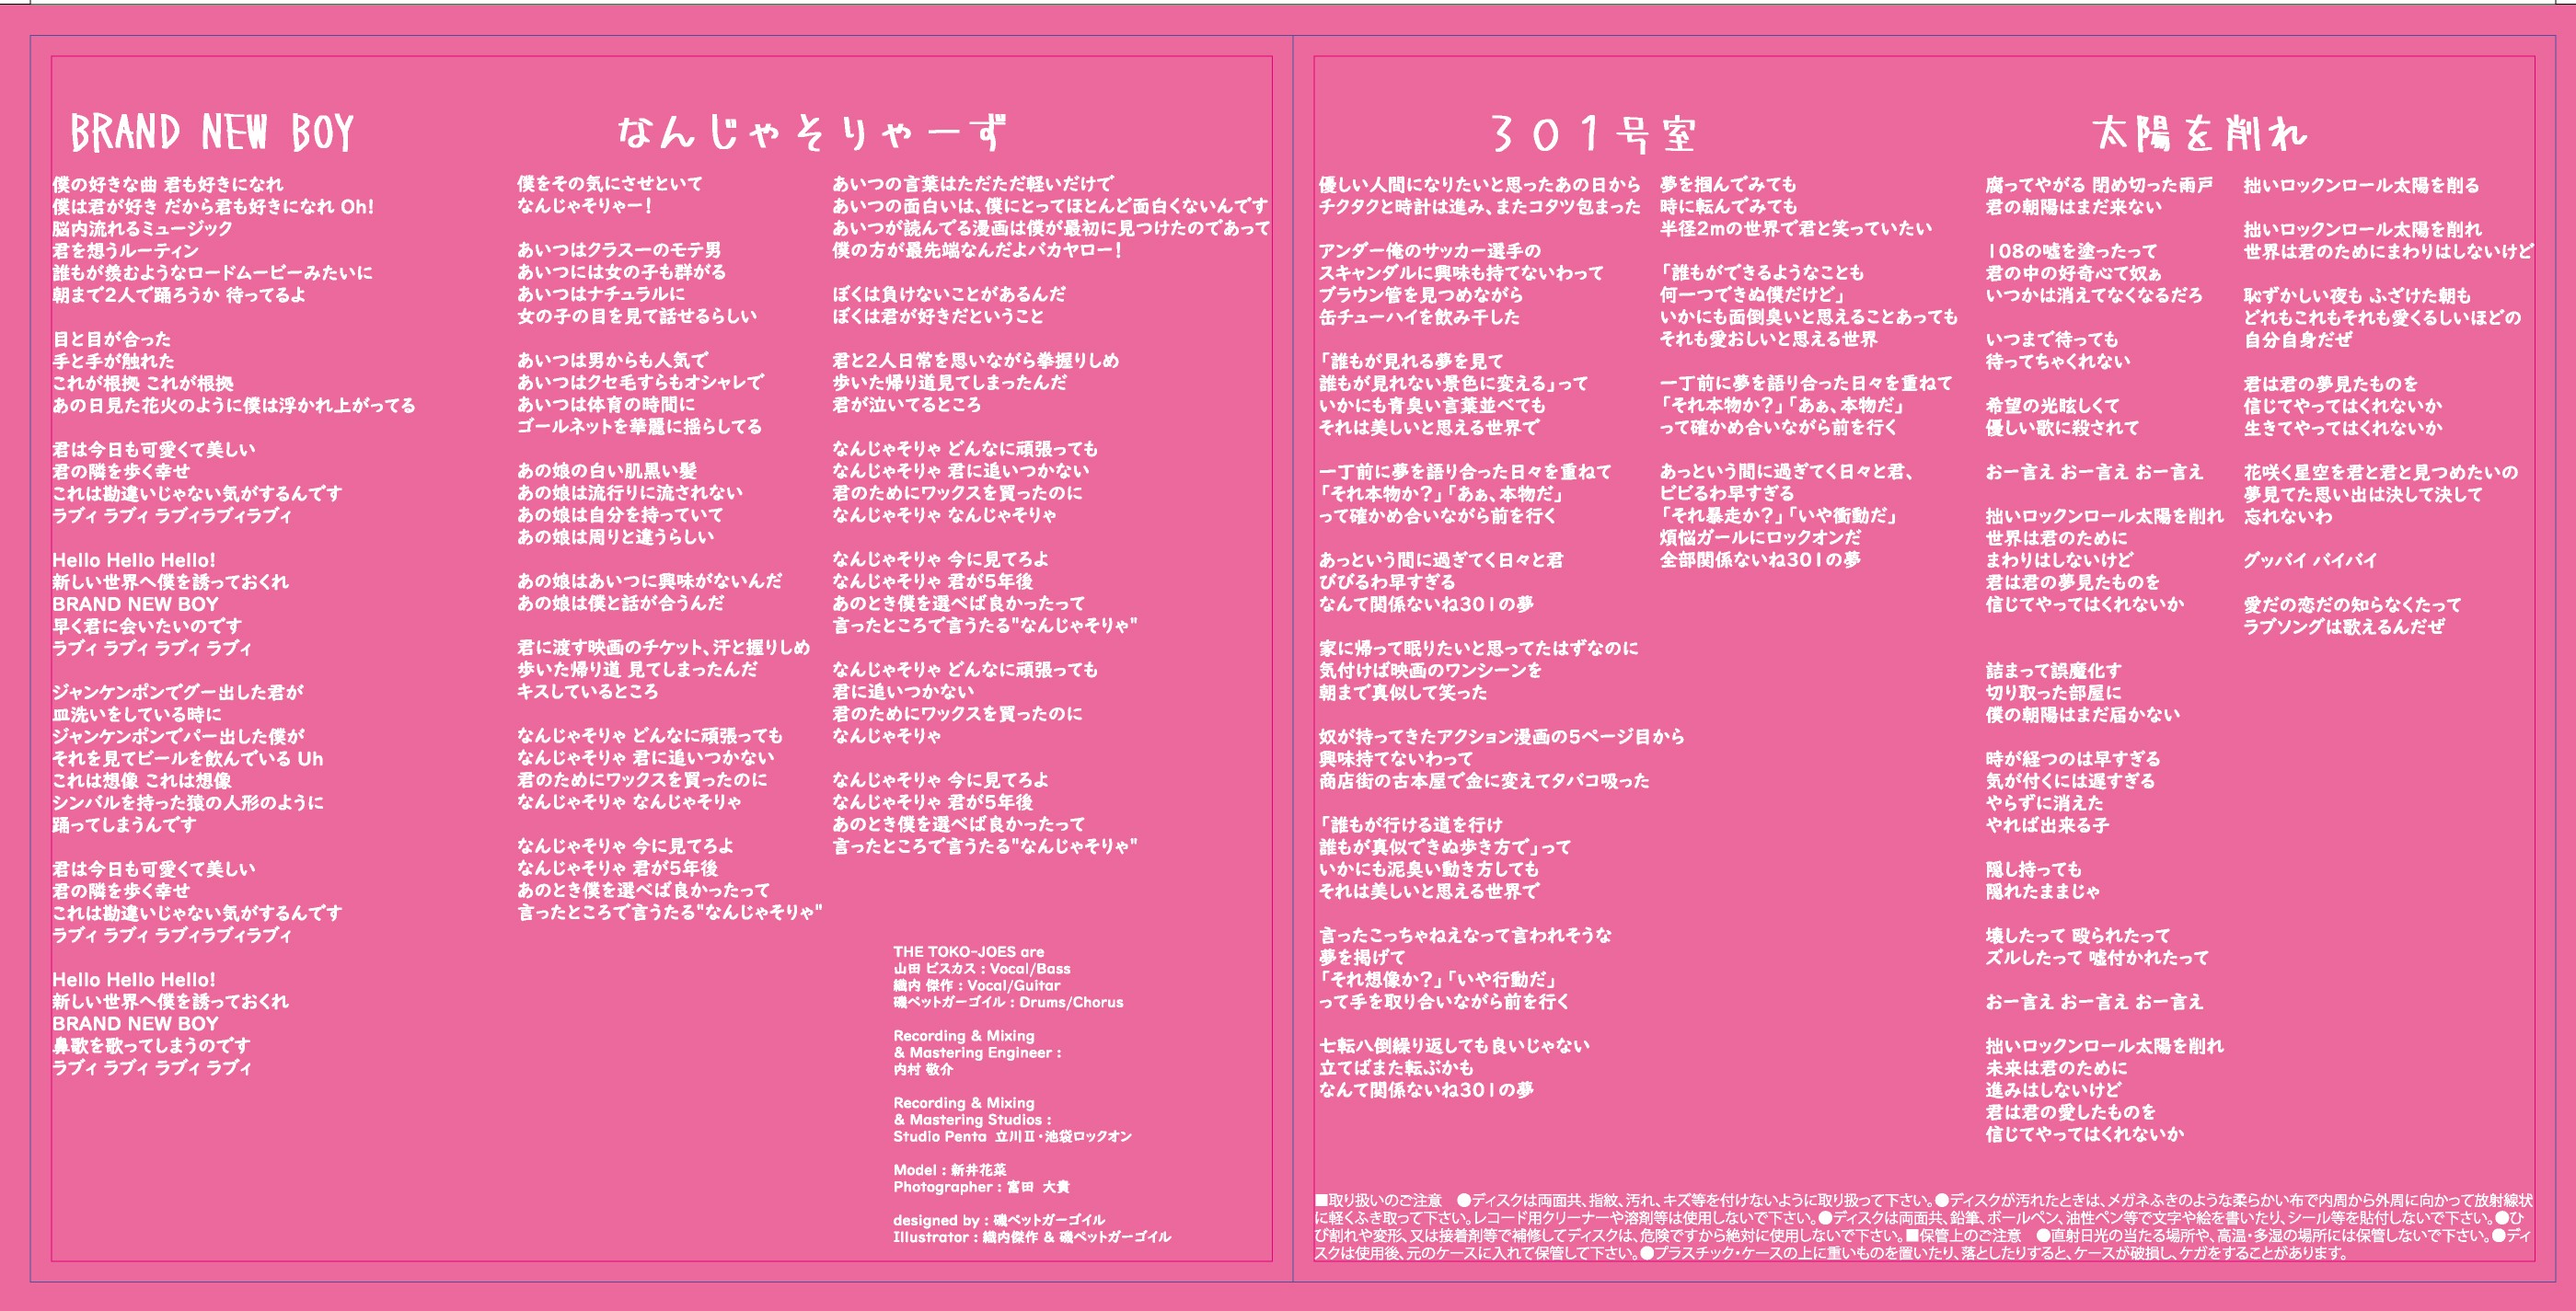 BRAND NEW BOY
僕の好きな曲 君も好きになれ
僕は君が好き だから君も好きになれ Oh!
脳内流れるミュージック
君を想うルーティン
誰もが羨むようなロードムービーみたいに
朝まで2人で踊ろうか 待ってるよ
目と目が合った
手と手が触れた
これが根拠 これが根拠
あの日見た花火のように僕は浮かれ上がってる
君は今日も可愛くて美しい
君の隣を歩く幸せ
これは勘違いじゃない気がするんです
ラブィ ラブィ ラブィラブィラブィ
Hello Hello Hello!
新しい世界へ僕を誘っておくれ
BRAND NEW BOY
早く君に会いたいのです
ラブィ ラブィ ラブィ ラブィ
ジャンケンポンでグー出した君が
皿洗いをしている時に
ジャンケンポンでパー出した僕が
それを見てビールを飲んでいる Uh
これは想像 これは想像
シンバルを持った猿の人形のように
踊ってしまうんです
君は今日も可愛くて美しい
君の隣を歩く幸せ
これは勘違いじゃない気がするんです
ラブィ ラブィ ラブィラブィラブィ
Hello Hello Hello!
新しい世界へ僕を誘っておくれ
BRAND NEW BOY
鼻歌を歌ってしまうのです
ラブィ ラブィ ラブィ ラブィ
なんじゃそりゃーず
僕をその気にさせといて
なんじゃそりゃー!
あいつはクラスーのモテ男
あいつには女の子も群がる
あいつはナチュラルに
女の子の目を見て話せるらしい
あいつは男からも人気で
あいつはクセ毛すらもオシャレで
あいつは体育の時間に
ゴールネットを華麗に揺らしてる
あの娘の白い肌黒い髪
あの娘は流行りに流されない
あの娘は自分を持っていて
あの娘は周りと違うらしい
あの娘はあいつに興味がないんだ
あの娘は僕と話が合うんだ
君に渡す映画のチケット、汗と握りしめ
歩いた帰り道 見てしまったんだ
キスしているところ
なんじゃそりゃ どんなに頑張っても
なんじゃそりゃ 君に追いつかない
君のためにワックスを買ったのに
なんじゃそりゃ なんじゃそりゃ
なんじゃそりゃ 今に見てろよ
なんじゃそりゃ 君が5年後
あのとき僕を選べば良かったって
言ったところで言うたる"なんじゃそりゃ"
あいつの言葉はただただ軽いだけで
あいつの面白いは、僕にとってほとんど面白くないんです
あいつが読んでる漫画は僕が最初に見つけたのであって
僕の方が最先端なんだよバカヤロー!
ぼくは負けないことがあるんだ
ぼくは君が好きだということ
君と2人日常を思いながら拳握りしめ
歩いた帰り道見てしまったんだ
君が泣いてるところ
なんじゃそりゃ どんなに頑張っても
なんじゃそりゃ 君に追いつかない
君のためにワックスを買ったのに
なんじゃそりゃ なんじゃそりゃ
なんじゃそりゃ 今に見てろよ
なんじゃそりゃ 君が5年後
あのとき僕を選べば良かったって
言ったところで言うたる"なんじゃそりゃ"
なんじゃそりゃ どんなに頑張っても
君に追いつかない
君のためにワックスを買ったのに
なんじゃそりゃ
なんじゃそりゃ 今に見てろよ
なんじゃそりゃ 君が5年後
あのとき僕を選べば良かったって
言ったところで言うたる"なんじゃそりゃ"
THE TOKO-JOES are
山田 ビスカス : Vocal/Bass
織内 傑作 : Vocal/Guitar
磯ペットガーゴイル : Drums/Chorus
Recording & Mixing
& Mastering Engineer :
内村 敬介
Recording & Mixing
& Mastering Studios :
Studio Penta 立川Ⅱ・池袋ロックオン
Model : 新井花菜
Photographer : 富田 大貴
designed by : 磯ペットガーゴイル
Illustrator : 織内傑作 & 磯ペットガーゴイル
301号室
優しい人間になりたいと思ったあの日から
チクタクと時計は進み、またコタツ包まった
アンダー俺のサッカー選手の
スキャンダルに興味も持てないわって
ブラウン管を見つめながら
缶チューハイを飲み干した
「誰もが見れる夢を見て
誰もが見れない景色に変える」って
いかにも青臭い言葉並べても
それは美しいと思える世界で
一丁前に夢を語り合った日々を重ねて
「それ本物か?」「あぁ、本物だ」
って確かめ合いながら前を行く
あっという間に過ぎてく日々と君
びびるわ早すぎる
なんて関係ないね301の夢
家に帰って眠りたいと思ってたはずなのに
気付けば映画のワンシーンを
朝まで真似して笑った
奴が持ってきたアクション漫画の5ページ目から
興味持てないわって
商店街の古本屋で金に変えてタバコ吸った
「誰もが行ける道を行け
誰もが真似できぬ歩き方で」って
いかにも泥臭い動き方しても
それは美しいと思える世界で
言ったこっちゃねえなって言われそうな
夢を掲げて
「それ想像か?」「いや行動だ」
って手を取り合いながら前を行く
七転八倒繰り返しても良いじゃない
立てばまた転ぶかも
なんて関係ないね301の夢
夢を掴んでみても
時に転んでみても
半径2mの世界で君と笑っていたい
「誰もができるようなことも
何一つできぬ僕だけど」
いかにも面倒臭いと思えることあっても
それも愛おしいと思える世界
一丁前に夢を語り合った日々を重ねて
「それ本物か?」「あぁ、本物だ」
って確かめ合いながら前を行く
あっという間に過ぎてく日々と君、
ビビるわ早すぎる
「それ暴走か?」「いや衝動だ」
煩悩ガールにロックオンだ
全部関係ないね301の夢
太陽を削れ
腐ってやがる 閉め切った雨戸
君の朝陽はまだ来ない
108の嘘を塗ったって
君の中の好奇心て奴ぁ
いつかは消えてなくなるだろ
いつまで待っても
待ってちゃくれない
希望の光眩しくて
優しい歌に殺されて
おー言え おー言え おー言え
拙いロックンロール太陽を削れ
世界は君のために
まわりはしないけど
君は君の夢見たものを
信じてやってはくれないか
詰まって誤魔化す
切り取った部屋に
僕の朝陽はまだ届かない
時が経つのは早すぎる
気が付くには遅すぎる
やらずに消えた
やれば出来る子
隠し持っても
隠れたままじゃ
壊したって 殴られたって
ズルしたって 嘘付かれたって
おー言え おー言え おー言え
拙いロックンロール太陽を削れ
未来は君のために
進みはしないけど
君は君の愛したものを
信じてやってはくれないか
拙いロックンロール太陽を削る
拙いロックンロール太陽を削れ
世界は君のためにまわりはしないけど
恥ずかしい夜も ふざけた朝も
どれもこれもそれも愛くるしいほどの
自分自身だぜ
君は君の夢見たものを
信じてやってはくれないか
生きてやってはくれないか
花咲く星空を君と君と見つめたいの
夢見てた思い出は決して決して
忘れないわ
グッバイ バイバイ
愛だの恋だの知らなくたって
ラブソングは歌えるんだぜ
■取り扱いのご注意　●ディスクは両面共、指紋、汚れ、キズ等を付けないように取り扱って下さい。●ディスクが汚れたときは、メガネふきのような柔らかい布で内周から外周に向かって放射線状
に軽くふき取って下さい。レコード用クリーナーや溶剤等は使用しないで下さい。●ディスクは両面共、鉛筆、ボールペン、油性ペン等で文字や絵を書いたり、シール等を貼付しないで下さい。●ひ
び割れや変形、又は接着剤等で補修してディスクは、危険ですから絶対に使用しないで下さい。■保管上のご注意　●直射日光の当たる場所や、高温・多湿の場所には保管しないで下さい。●ディ
スクは使用後、元のケースに入れて保管して下さい。●プラスチック・ケースの上に重いものを置いたり、落としたりすると、ケースが破損し、ケガをすることがあります。